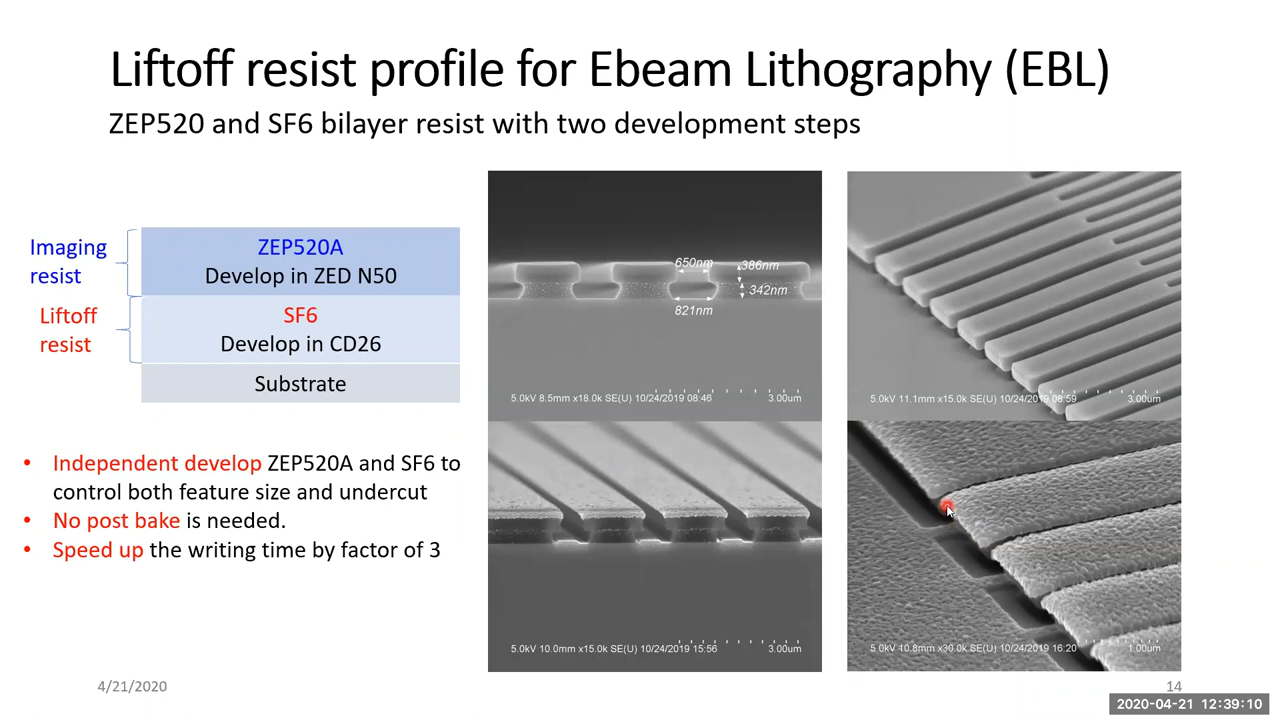 Liftoff resist profile for Ebeam Lithography (EBL)
ZEP520 and SF6 bilayer resist with two development steps
Imaging
resist
ZEP520A
Develop in ZED N50
Liftoff
resist
SF6
Develop in CD26
Substrate
• Independent develop ZEP520A and SF6 to
control both feature size and undercut
• No post bake is needed.
• Speed up the writing time by factor of 3
650nm
386nm
342nm
821nm
5.0kV 8.5mm x18.0k SE(U) 10/24/2019 08:46 3.00um
5.0kV 11.1mm x15.0k SE(U) 10/24/2019 08:59 3.00um
5.0kV 10.0mm x15.0k SE(U) 10/24/2019 15:56 3.00um
5.0kV 10.8mm x30.0k SE(U) 10/24/2019 16:20 1.00um
4/21/2020
14
2020-04-21 12:39:10